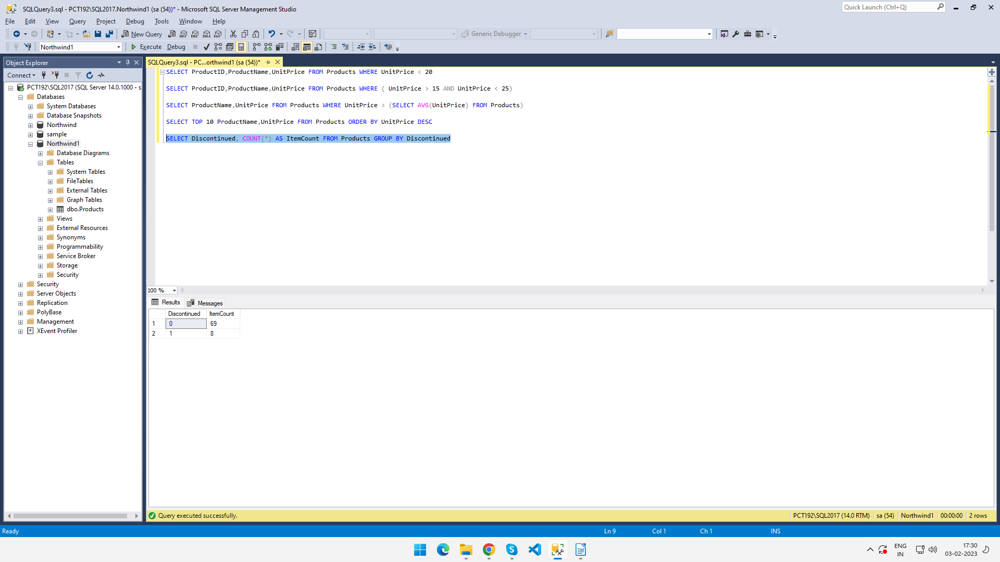 SQLQuery3.sql - PCT192\SQL2017.Northwind1 (sa (54))* - Microsoft SQL Server Management Studio
Quick Launch (Ctrl+Q)
File Edit View Query Project Debug Tools Window Help
New Query MDX DMX XMLA DAX Generic Debugger
Northwind1 Execute Debug
Object Explorer
SQLQuery3.sql - PC...orthwind1 (sa (54))*
Connect
PCT192\SQL2017 (SQL Server 14.0.1000 - s
Databases
System Databases
Database Snapshots
Northwind
sample
Northwind1
Database Diagrams
Tables
System Tables
FileTables
External Tables
Graph Tables
dbo.Products
Views
External Resources
Synonyms
Programmability
Service Broker
Storage
Security
Security
Server Objects
Replication
PolyBase
Management
XEvent Profiler
SELECT ProductID,ProductName,UnitPrice FROM Products WHERE UnitPrice < 20
SELECT ProductID,ProductName,UnitPrice FROM Products WHERE ( UnitPrice > 15 AND UnitPrice < 25)
SELECT ProductName,UnitPrice FROM Products WHERE UnitPrice > (SELECT AVG(UnitPrice) FROM Products)
SELECT TOP 10 ProductName,UnitPrice FROM Products ORDER BY UnitPrice DESC
SELECT Discontinued, COUNT(*) AS ItemCount FROM Products GROUP BY Discontinued
100 %
Results Messages
Discontinued ItemCount
1 0 69
2 1 8
Query executed successfully.
PCT192\SQL2017 (14.0 RTM) sa (54) Northwind1 00:00:00 2 rows
Ready Ln 9 Col 1 Ch 1 INS
ENG
IN
17:30
03-02-2023